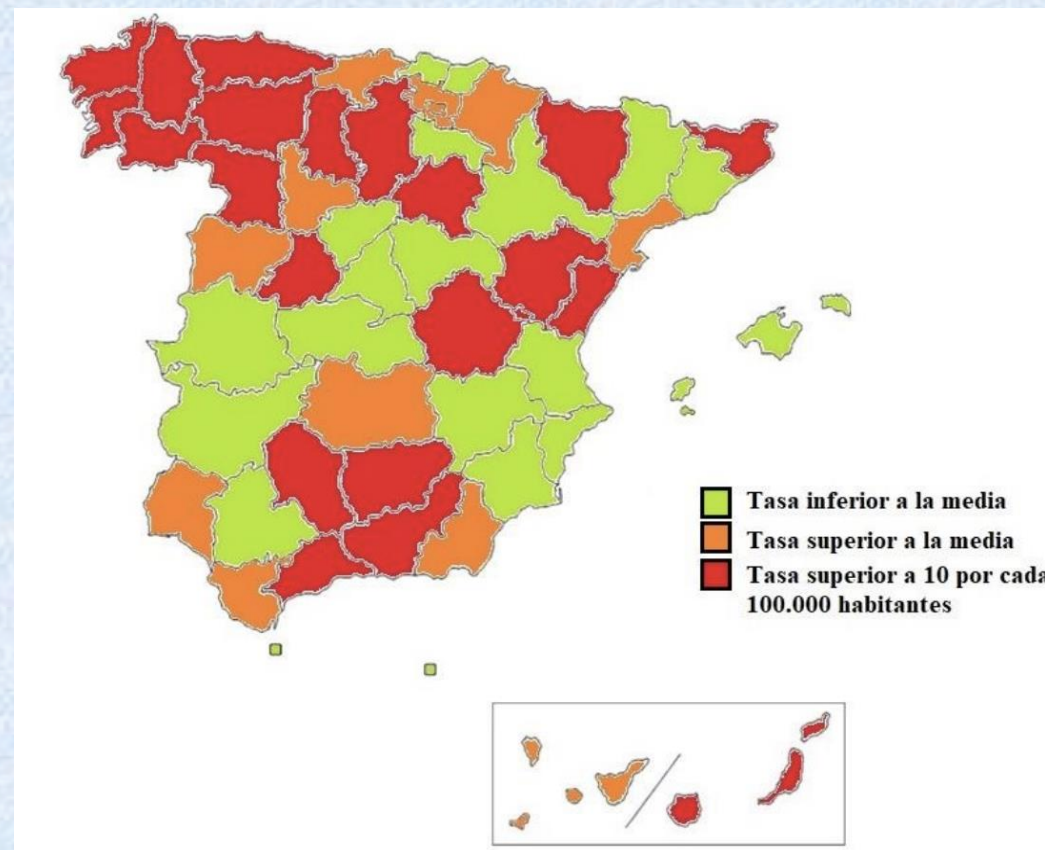 Tasa inferior a la media
Tasa superior a la media
Tasa superior a 10 por cada
100.000 habitantes